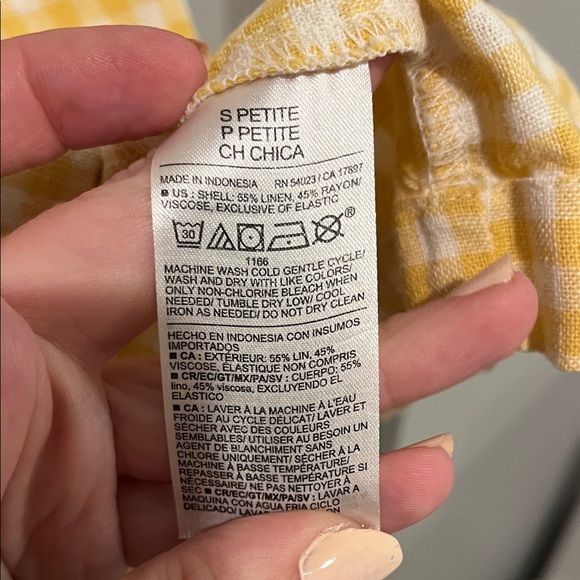 S PETITE
P PETITE
CH CHICA
MADE IN INDONESIA RN 54023 / CA 17897
■ US : SHELL: 55% LINEN, 45% RAYON/
VISCOSE, EXCLUSIVE OF ELASTIC
30 ®
1166
MACHINE WASH COLD GENTLE CYCLE/
WASH AND DRY WITH LIKE COLORS/
ONLY NON-CHLORINE BLEACH WHEN
NEEDED/ TUMBLE DRY LOW/ COOL
IRON AS NEEDED/ DO NOT DRY CLEAN
HECHO EN INDONESIA CON INSUMOS
IMPORTADOS
■ CA : EXTÉRIEUR: 55% LIN, 45%
VISCOSE, ÉLASTIQUE NON COMPRIS
■ CR/EC/GT/MX/PA/SV : CUERPO: 55%
lino, 45% viscosa, EXCLUYENDO EL
ELASTICO
■ CA : LAVER À LA MACHINE À L'EAU
FROIDE AU CYCLE DÉLICAT/ LAVER ET
SÉCHER AVEC DES COULEURS
SEMBLABLES/ UTILISER AU BESOIN UN
AGENT DE BLANCHIMENT SANS
CHLORE UNIQUEMENT/ SÉCHER À LA
MACHINE À BASSE TEMPÉRATURE/
REPASSER À BASSE TEMPÉRATURE SI
NÉCESSAIRE/ NE PAS NETTOYER À
SEC ■ CR/EC/GT/MX/PA/SV : LAVAR A
MAQUINA CON AGUA FRIA CICLO
DELICADO/ LAVAR